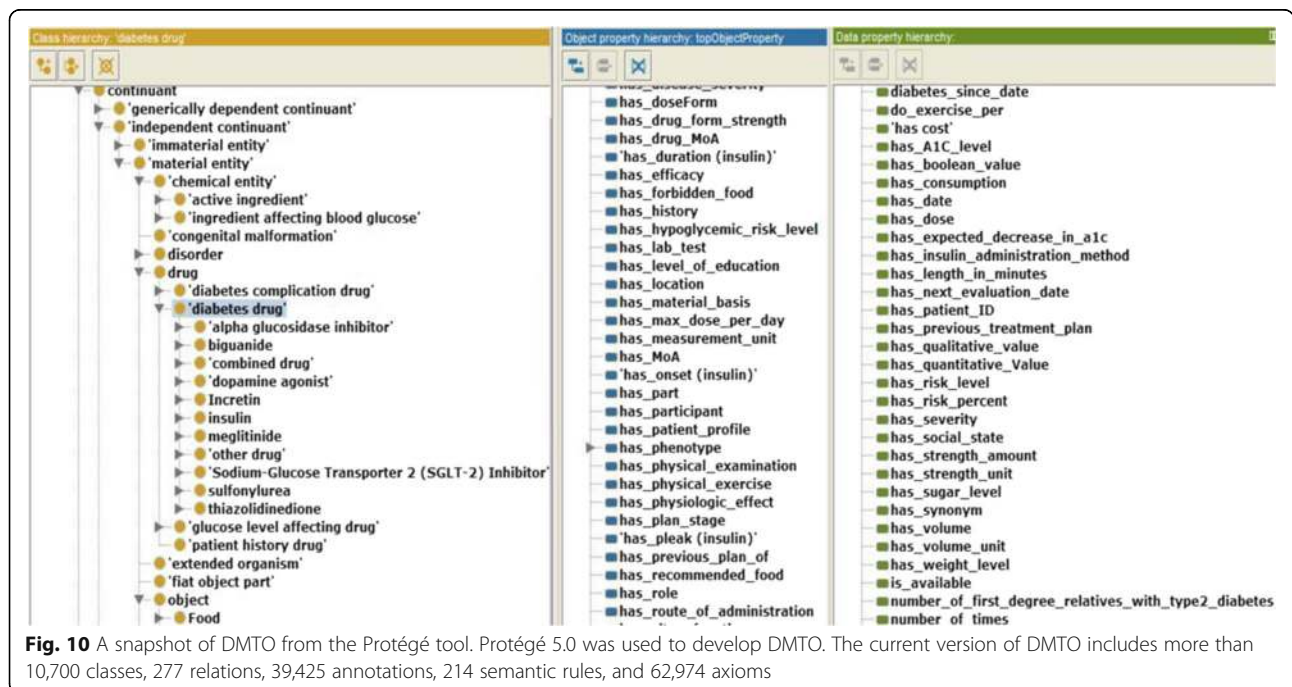 Class hierarchy: 'diabetes drug'
continuant
'generically dependent continuant'
'independent continuant'
'immaterial entity'
'material entity'
'chemical entity'
'active ingredient'
'ingredient affecting blood glucose'
'congenital malformation'
disorder
drug
'diabetes complication drug'
'diabetes drug'
'alpha glucosidase inhibitor'
biguanide
'combined drug'
'dopamine agonist'
Incretin
insulin
meglitinide
'other drug'
'Sodium-Glucose Transporter 2 (SGLT-2) Inhibitor'
sulfonylurea
thiazolidinedione
'glucose level affecting drug'
'patient history drug'
'extended organism'
'fiat object part'
object
Food
Object property hierarchy: topObjectProperty
has_disease_severity
has_doseForm
has_drug_form_strength
has_drug_MoA
'has_duration (insulin)'
has_efficacy
has_forbidden_food
has_history
has_hypoglycemic_risk_level
has_lab_test
has_level_of_education
has_location
has_material_basis
has_max_dose_per_day
has_measurement_unit
has_MoA
'has_onset (insulin)'
has_part
has_participant
has_patient_profile
has_phenotype
has_physical_examination
has_physical_exercise
has_physiologic_effect
has_plan_stage
'has_pleak (insulin)'
has_previous_plan_of
has_recommended_food
has_role
has_route_of_administration
Data property hierarchy:
diabetes_since_date
do_exercise_per
'has cost'
has_A1C_level
has_boolean_value
has_consumption
has_date
has_dose
has_expected_decrease_in_a1c
has_insulin_administration_method
has_length_in_minutes
has_next_evaluation_date
has_patient_ID
has_previous_treatment_plan
has_qualitative_value
has_quantitative_Value
has_risk_level
has_risk_percent
has_severity
has_social_state
has_strength_amount
has_strength_unit
has_sugar_level
has_synonym
has_volume
has_volume_unit
has_weight_level
is_available
number_of_first_degree_relatives_with_type2_diabetes
number_of_times
Fig. 10 A snapshot of DMTO from the Protégé tool. Protégé 5.0 was used to develop DMTO. The current version of DMTO includes more than
10,700 classes, 277 relations, 39,425 annotations, 214 semantic rules, and 62,974 axioms